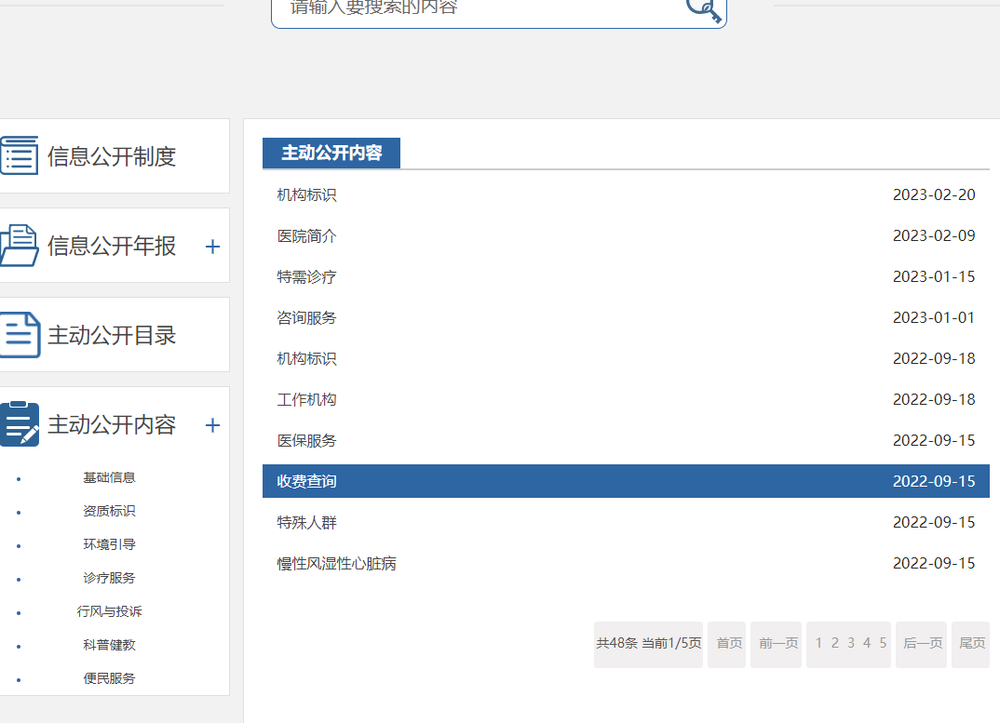 请输入要搜索的内容
信息公开制度
信息公开年报 +
主动公开目录
主动公开内容 +
基础信息
资质标识
环境引导
诊疗服务
行风与投诉
科普健教
便民服务
主动公开内容
机构标识 2023-02-20
医院简介 2023-02-09
特需诊疗 2023-01-15
咨询服务 2023-01-01
机构标识 2022-09-18
工作机构 2022-09-18
医保服务 2022-09-15
收费查询 2022-09-15
特殊人群 2022-09-15
慢性风湿性心脏病 2022-09-15
共48条 当前1/5页 首页 前一页 1 2 3 4 5 后一页 尾页